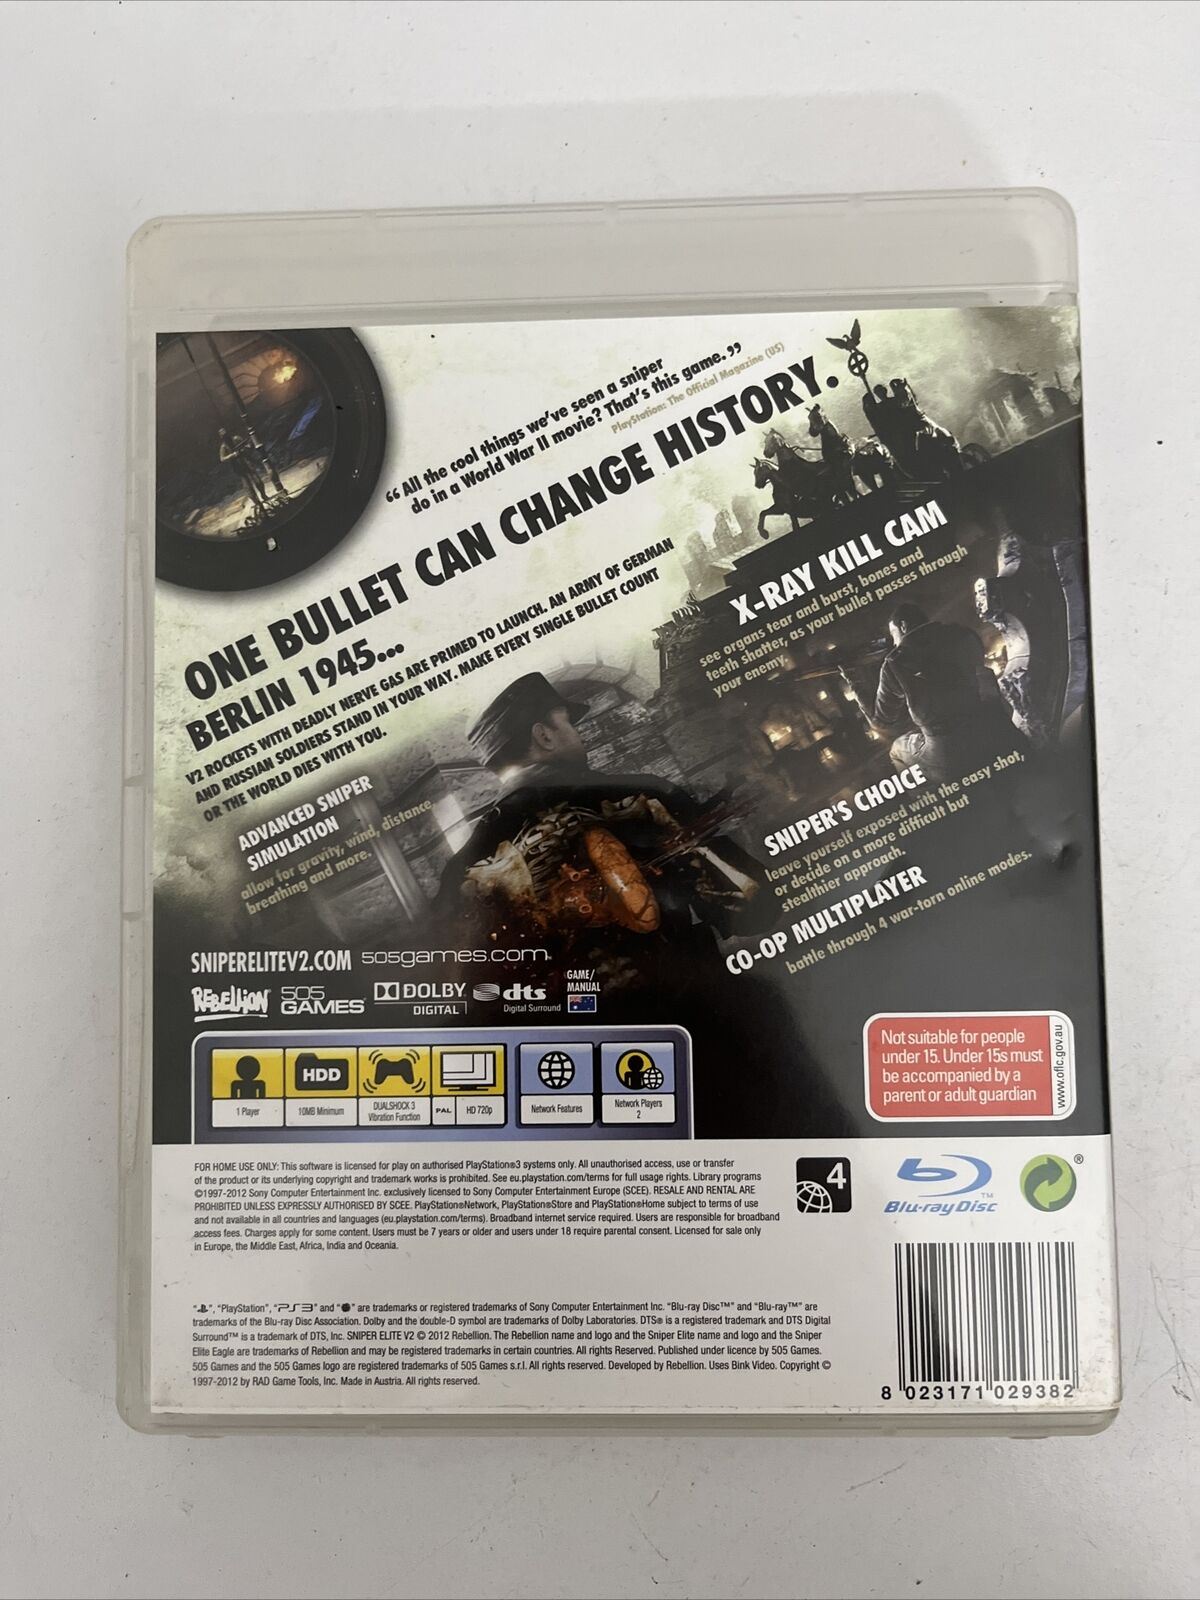 “All the cool things we’ve seen a sniper
do in a World War II movie? That’s this game.”
PlayStation: The Official Magazine (US)
ONE BULLET CAN CHANGE HISTORY.
BERLIN 1945...
V2 ROCKETS WITH DEADLY NERVE GAS ARE PRIMED TO LAUNCH. AN ARMY OF GERMAN
AND RUSSIAN SOLDIERS STAND IN YOUR WAY. MAKE EVERY SINGLE BULLET COUNT
OR THE WORLD DIES WITH YOU.
X-RAY KILL CAM
see organs tear and burst, bones and
teeth shatter, as your bullet passes through
your enemy.
ADVANCED SNIPER
SIMULATION
allow for gravity, wind, distance,
breathing and more.
SNIPER'S CHOICE
leave yourself exposed with the easy shot,
or decide on a more difficult but
stealthier approach.
CO-OP MULTIPLAYER
battle through 4 war-torn online modes.
SNIPERELITEV2.COM 505games.com
REBELLION
505
GAMES
DOLBY
DIGITAL
dts
Digital Surround
GAME/
MANUAL
Not suitable for people
under 15. Under 15s must
be accompanied by a
parent or adult guardian
www.oflc.gov.au
HDD
1 Player
10MB Minimum
DUALSHOCK 3
Vibration Function
PAL
HD 720p
Network Features
Network Players
2
FOR HOME USE ONLY: This software is licensed for play on authorised PlayStation®3 systems only. All unauthorised access, use or transfer
of the product or its underlying copyright and trademark works is prohibited. See eu.playstation.com/terms for full usage rights. Library programs
©1997-2012 Sony Computer Entertainment Inc. exclusively licensed to Sony Computer Entertainment Europe (SCEE). RESALE AND RENTAL ARE
PROHIBITED UNLESS EXPRESSLY AUTHORISED BY SCEE. PlayStation®Network, PlayStation®Store and PlayStation®Home subject to terms of use
and not available in all countries and languages (eu.playstation.com/terms). Broadband internet service required. Users are responsible for broadband
access fees. Charges apply for some content. Users must be 7 years or older and users under 18 require parental consent. Licensed for sale only
in Europe, the Middle East, Africa, India and Oceania.
4
Blu-ray Disc™
®
“ ”, “PlayStation”, “PS3” and “ ” are trademarks or registered trademarks of Sony Computer Entertainment Inc. “Blu-ray Disc™” and “Blu-ray™” are
trademarks of the Blu-ray Disc Association. Dolby and the double-D symbol are trademarks of Dolby Laboratories. DTS® is a registered trademark and DTS Digital
Surround™ is a trademark of DTS, Inc. SNIPER ELITE V2 © 2012 Rebellion. The Rebellion name and logo and the Sniper Elite name and logo and the Sniper
Elite Eagle are trademarks of Rebellion and may be registered trademarks in certain countries. All rights Reserved. Published under licence by 505 Games.
505 Games and the 505 Games logo are registered trademarks of 505 Games s.r.l. All rights reserved. Developed by Rebellion. Uses Bink Video. Copyright ©
1997-2012 by RAD Game Tools, Inc. Made in Austria. All rights reserved.
8 023171 029382